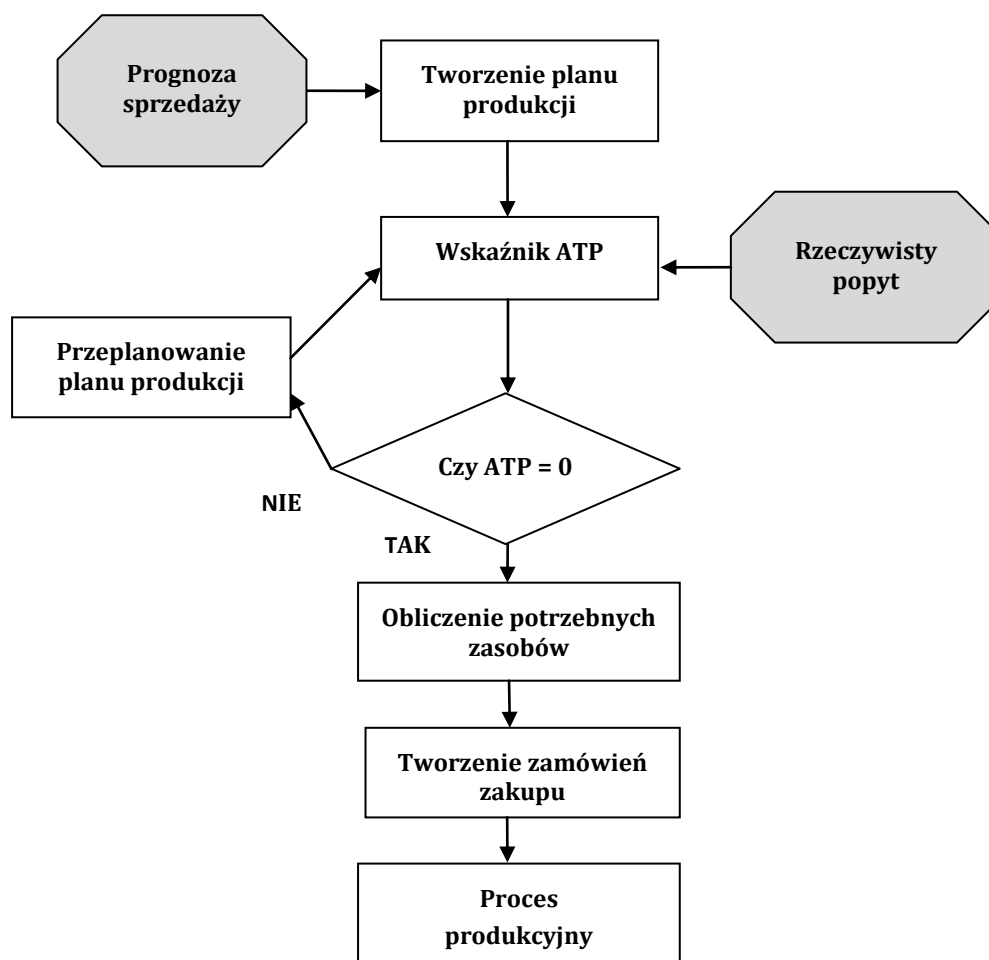 Prognoza
sprzedaży
Tworzenie planu
produkcji
Wskaźnik ATP
Rzeczywisty
popyt
Przeplanowanie
planu produkcji
Czy ATP = 0
NIE
TAK
Obliczenie potrzebnych
zasobów
Tworzenie zamówień
zakupu
Proces
produkcyjny